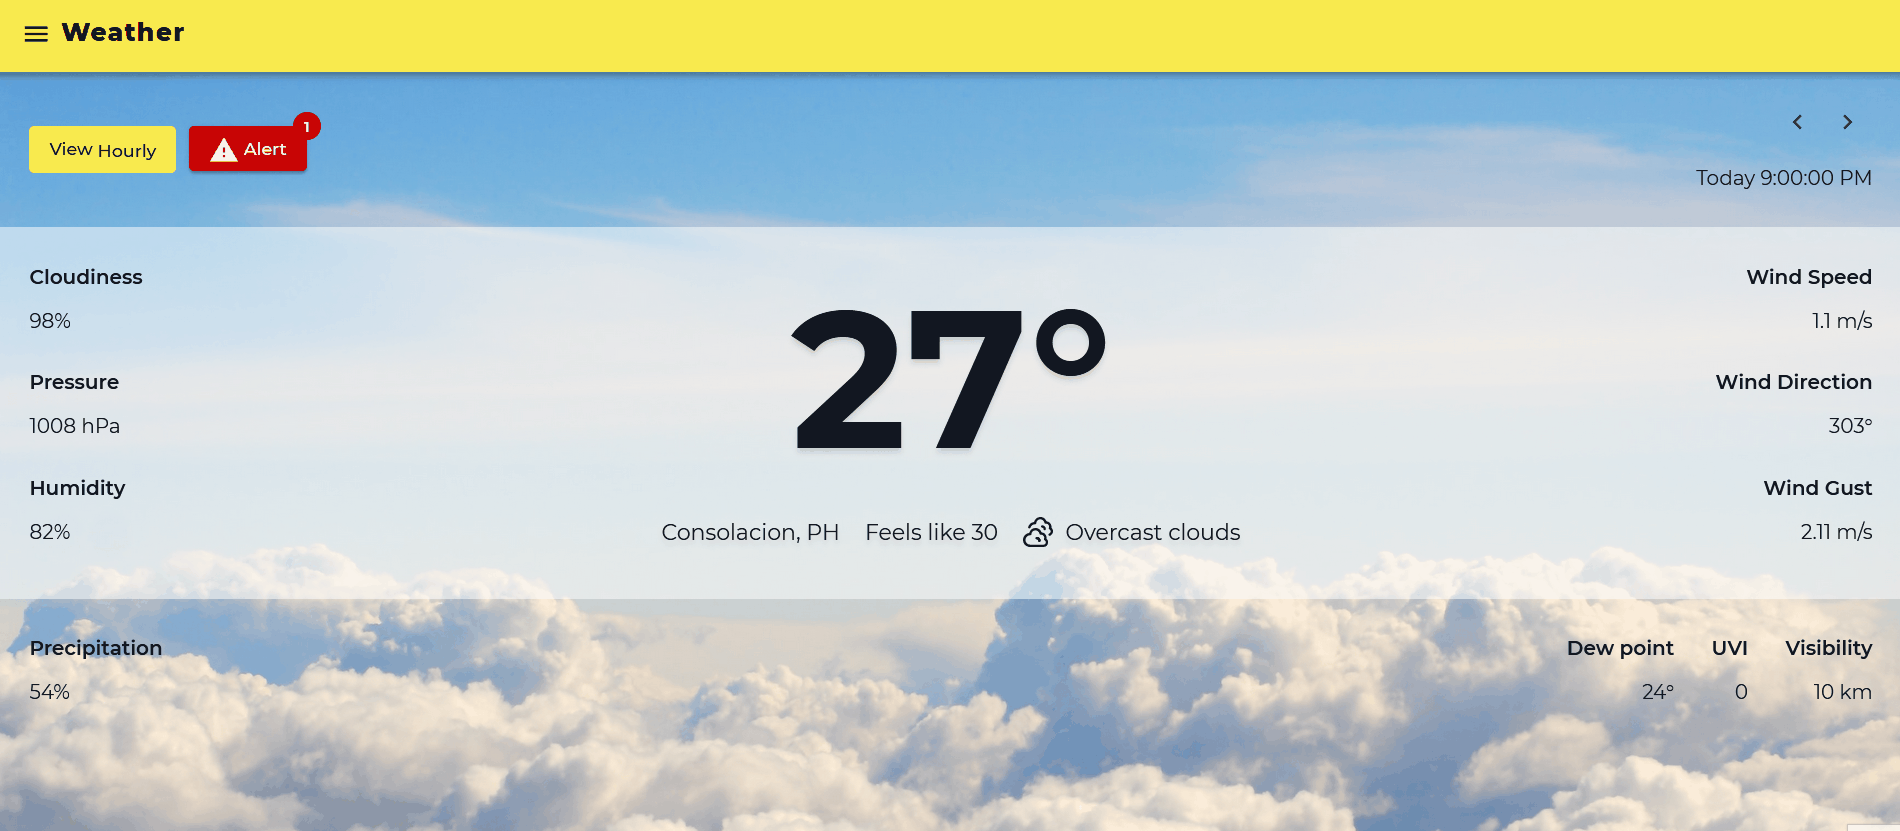 Weather
View Hourly
Alert
1
Today 9:00:00 PM
Cloudiness
98%
Pressure
1008 hPa
Humidity
82%
27°
Consolacion, PH Feels like 30 Overcast clouds
Wind Speed
1.1 m/s
Wind Direction
303°
Wind Gust
2.11 m/s
Precipitation
54%
Dew point UVI Visibility
24° 0 10 km